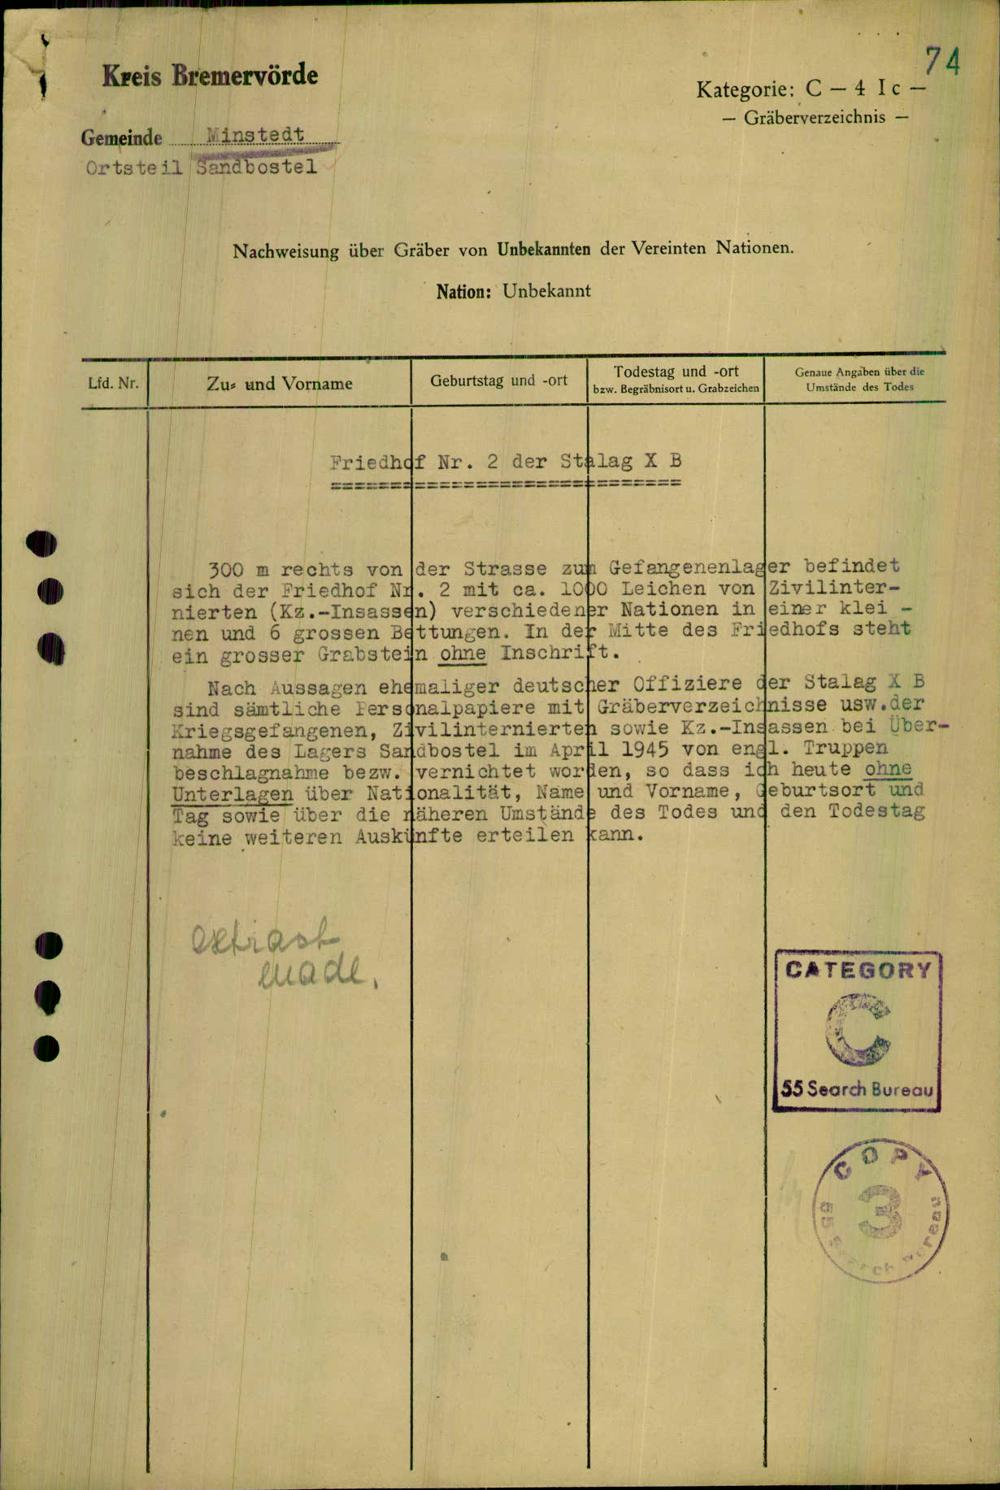 74
Kreis Bremervörde
Kategorie: C — 4 I c —
— Gräberverzeichnis —
Gemeinde Minstedt
Ortsteil Sandbostel
Nachweisung über Gräber von Unbekannten der Vereinten Nationen.
Nation: Unbekannt
Lfd. Nr.
Zu- und Vorname
Geburtstag und -ort
Todestag und -ort
bzw. Begräbnisort u. Grabzeichen
Genaue Angaben über die
Umstände des Todes
Friedhof Nr. 2 der Stalag X B
==============================
300 m rechts von der Strasse zum Gefangenenlager befindet
sich der Friedhof Nr. 2 mit ca. 1000 Leichen von Zivilinter-
nierten (Kz.-Insassen) verschiedener Nationen in einer klei -
nen und 6 grossen Bettungen. In der Mitte des Friedhofs steht
ein grosser Grabstein ohne Inschrift.
Nach Aussagen ehemaliger deutscher Offiziere der Stalag X B
sind sämtliche Personalpapiere mit Gräberverzeichnisse usw.der
Kriegsgefangenen, Zivilinternierten sowie Kz.-Insassen bei Über-
nahme des Lagers Sandbostel im April 1945 von engl. Truppen
beschlagnahme bezw. vernichtet worden, so dass ich heute ohne
Unterlagen über Nationalität, Name und Vorname, Geburtsort und
Tag sowie über die näheren Umstände des Todes und den Todestag
keine weiteren Auskünfte erteilen kann.
extract
made.
CATEGORY
C
55 Search Bureau
COPY
3
55 Search Bureau